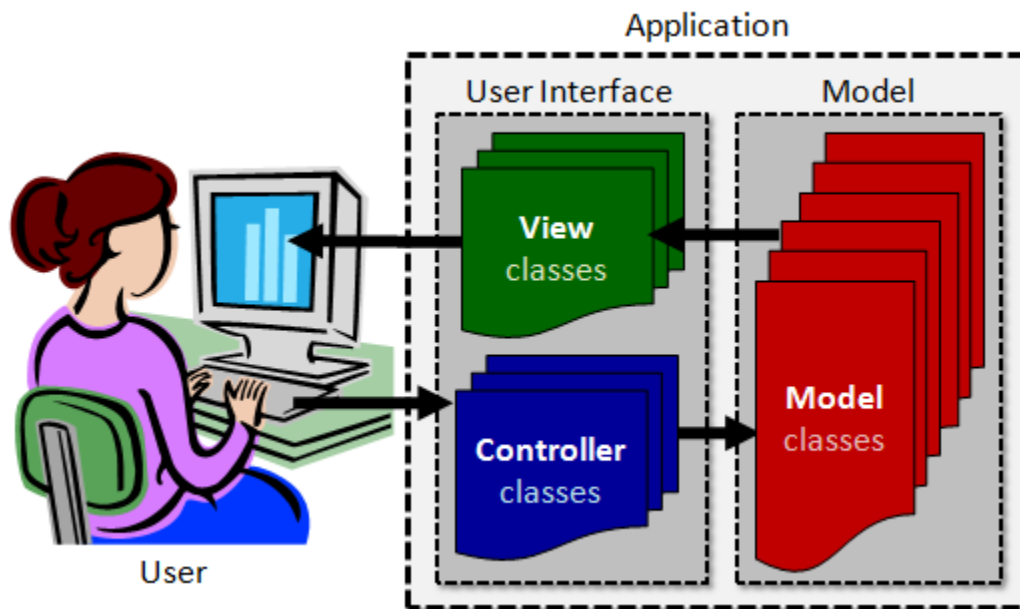 Application
User Interface
Model
View
classes
Controller
classes
Model
classes
User